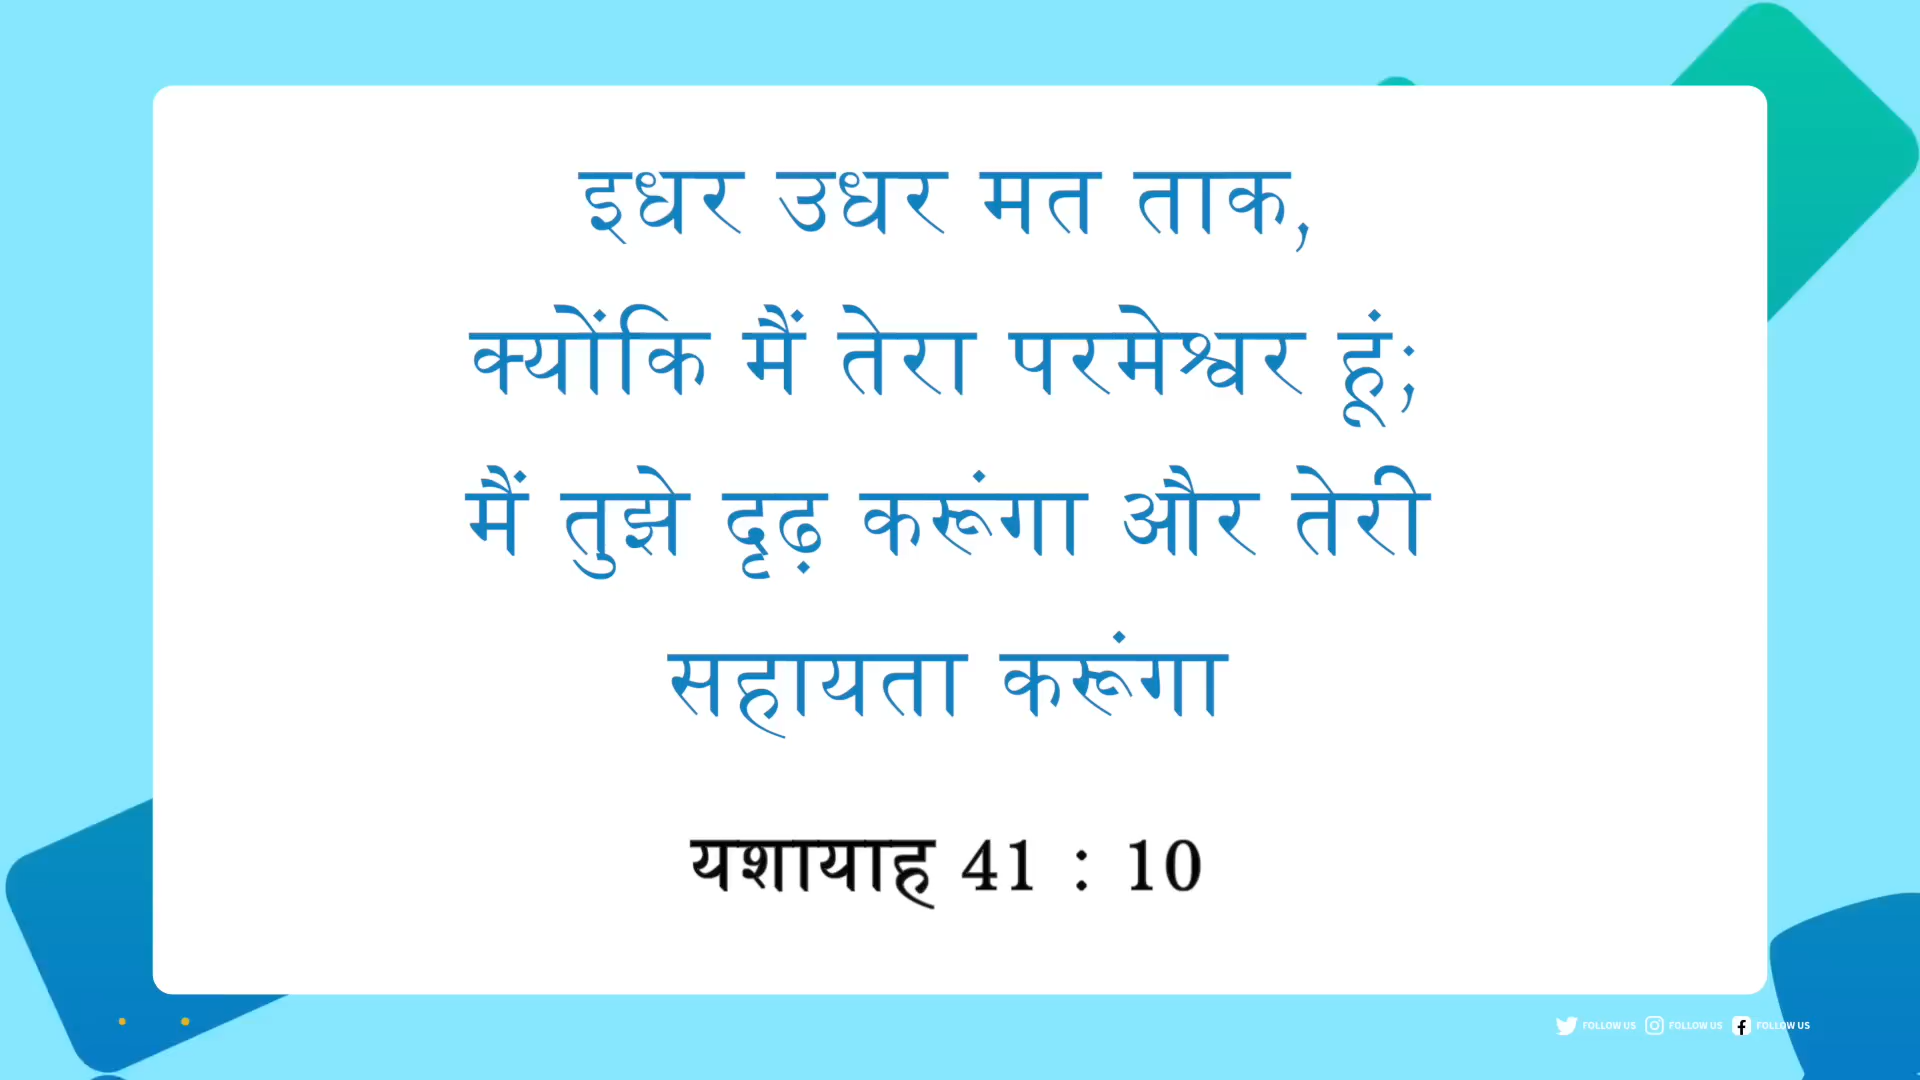 इधर उधर मत ताक,
क्योंकि मैं तेरा परमेश्वर हूं;
मैं तुझे दृढ़ करूंगा और तेरी
सहायता करूंगा
यशायाह 41 : 10
FOLLOW US FOLLOW US FOLLOW US